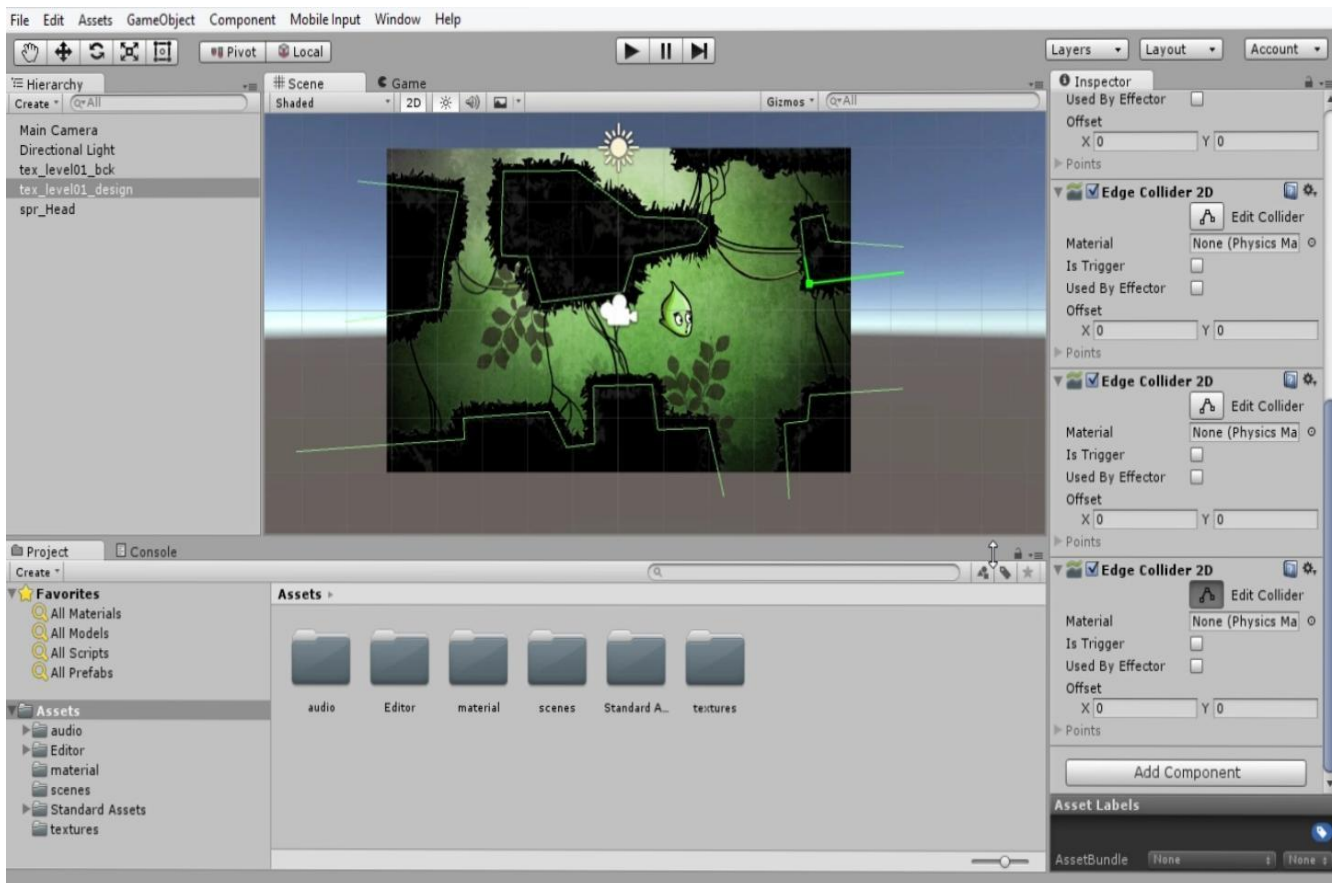 File Edit Assets GameObject Component Mobile Input Window Help
Pivot Local Layers Layout Account
Hierarchy
Create All
Main Camera
Directional Light
tex_level01_bck
tex_level01_design
spr_Head
Scene Game
Shaded 2D Gizmos All
Inspector
Used By Effector
Offset
X 0 Y 0
Points
Edge Collider 2D
Edit Collider
Material None (Physics Ma
Is Trigger
Used By Effector
Offset
X 0 Y 0
Points
Edge Collider 2D
Edit Collider
Material None (Physics Ma
Is Trigger
Used By Effector
Offset
X 0 Y 0
Points
Edge Collider 2D
Edit Collider
Material None (Physics Ma
Is Trigger
Used By Effector
Offset
X 0 Y 0
Points
Add Component
Asset Labels
AssetBundle None None
Project Console
Create
Favorites
All Materials
All Models
All Scripts
All Prefabs
Assets
audio
Editor
material
scenes
Standard Assets
textures
Assets
audio Editor material scenes Standard A... textures